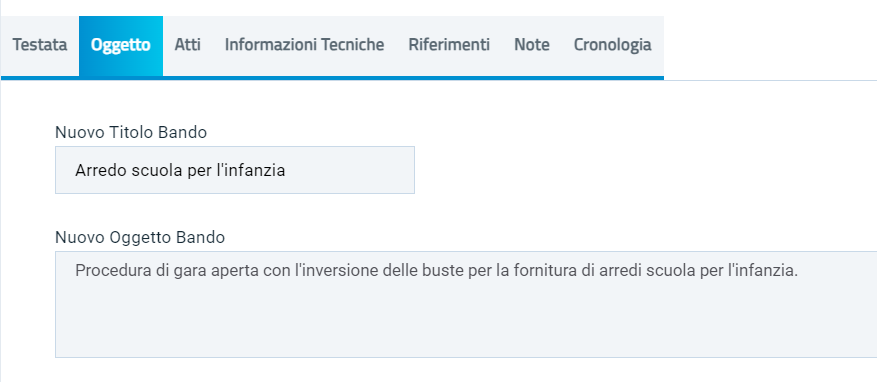 Testata Oggetto Atti Informazioni Tecniche Riferimenti Note Cronologia
Nuovo Titolo Bando
Arredo scuola per l'infanzia
Nuovo Oggetto Bando
Procedura di gara aperta con l'inversione delle buste per la fornitura di arredi scuola per l'infanzia.